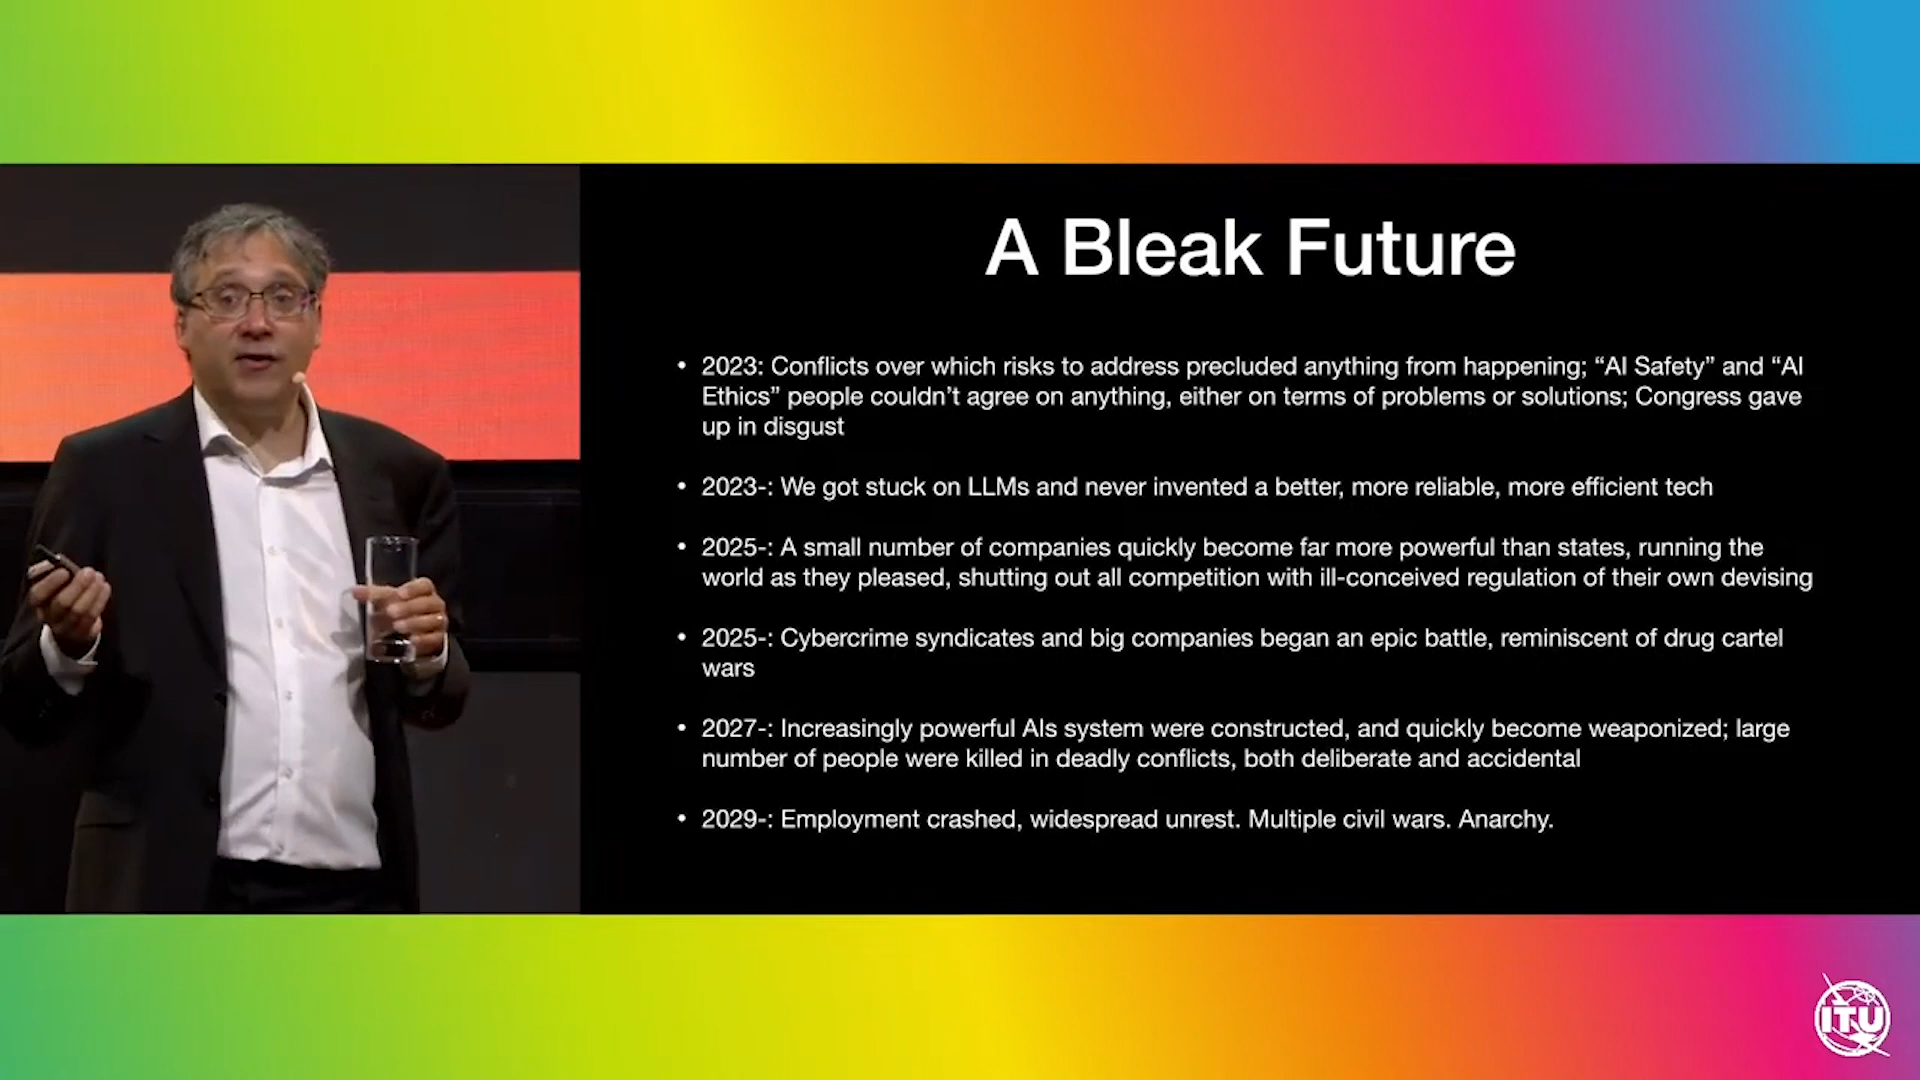 A Bleak Future
• 2023: Conflicts over which risks to address precluded anything from happening; “AI Safety” and “AI
Ethics” people couldn’t agree on anything, either on terms of problems or solutions; Congress gave
up in disgust
• 2023-: We got stuck on LLMs and never invented a better, more reliable, more efficient tech
• 2025-: A small number of companies quickly become far more powerful than states, running the
world as they pleased, shutting out all competition with ill-conceived regulation of their own devising
• 2025-: Cybercrime syndicates and big companies began an epic battle, reminiscent of drug cartel
wars
• 2027-: Increasingly powerful AIs system were constructed, and quickly become weaponized; large
number of people were killed in deadly conflicts, both deliberate and accidental
• 2029-: Employment crashed, widespread unrest. Multiple civil wars. Anarchy.
ITU